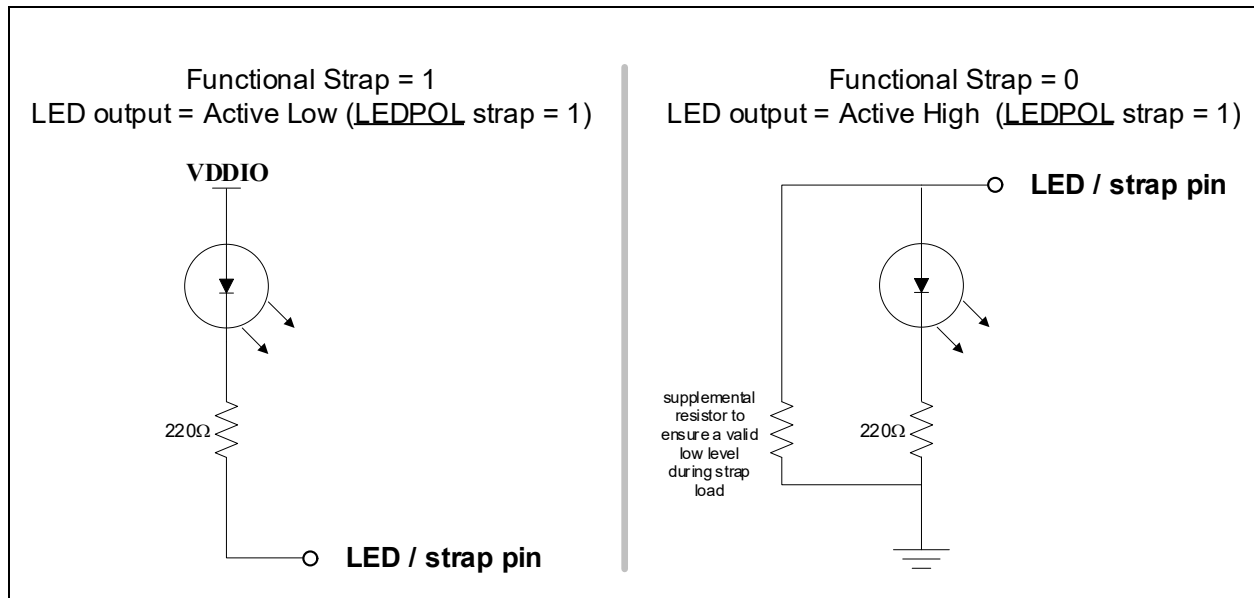 Functional Strap = 1
LED output = Active Low (LEDPOL strap = 1)
VDDIO
220Ω
LED / strap pin
Functional Strap = 0
LED output = Active High (LEDPOL strap = 1)
LED / strap pin
supplemental
resistor to
ensure a valid
low level
during strap
load
220Ω